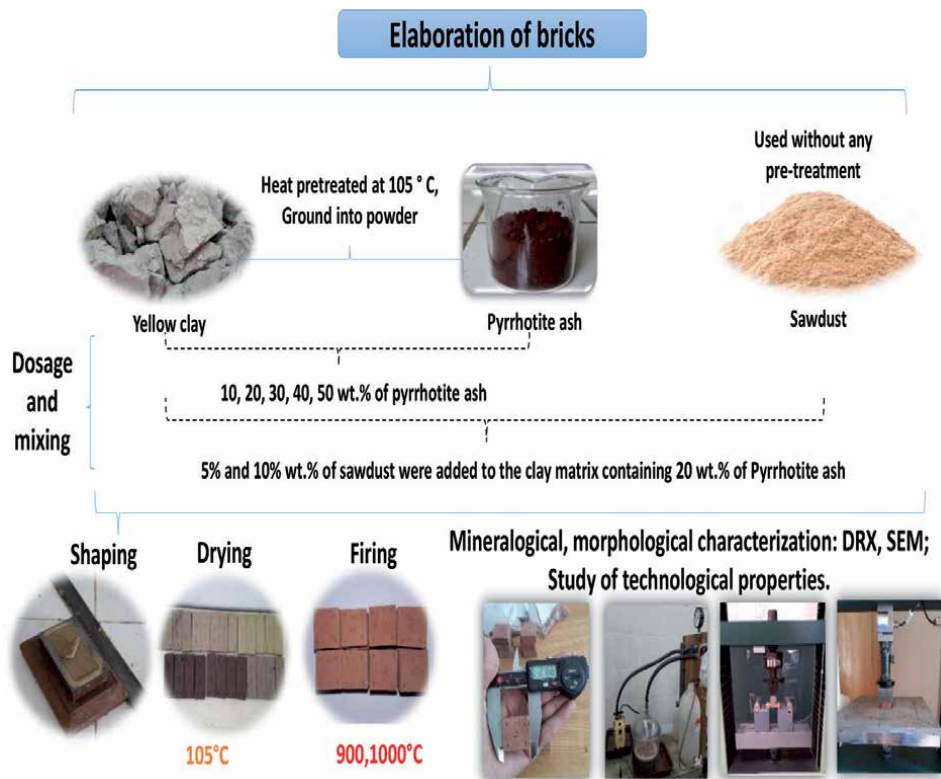 Elaboration of bricks
Used without any
pre-treatment
Heat pretreated at 105 ° C,
Ground into powder
Yellow clay
Pyrrhotite ash
Sawdust
Dosage
and
mixing
10, 20, 30, 40, 50 wt.% of pyrrhotite ash
5% and 10% wt.% of sawdust were added to the clay matrix containing 20 wt.% of Pyrrhotite ash
Shaping
Drying
Firing
Mineralogical, morphological characterization: DRX, SEM;
Study of technological properties.
105°C
900,1000°C